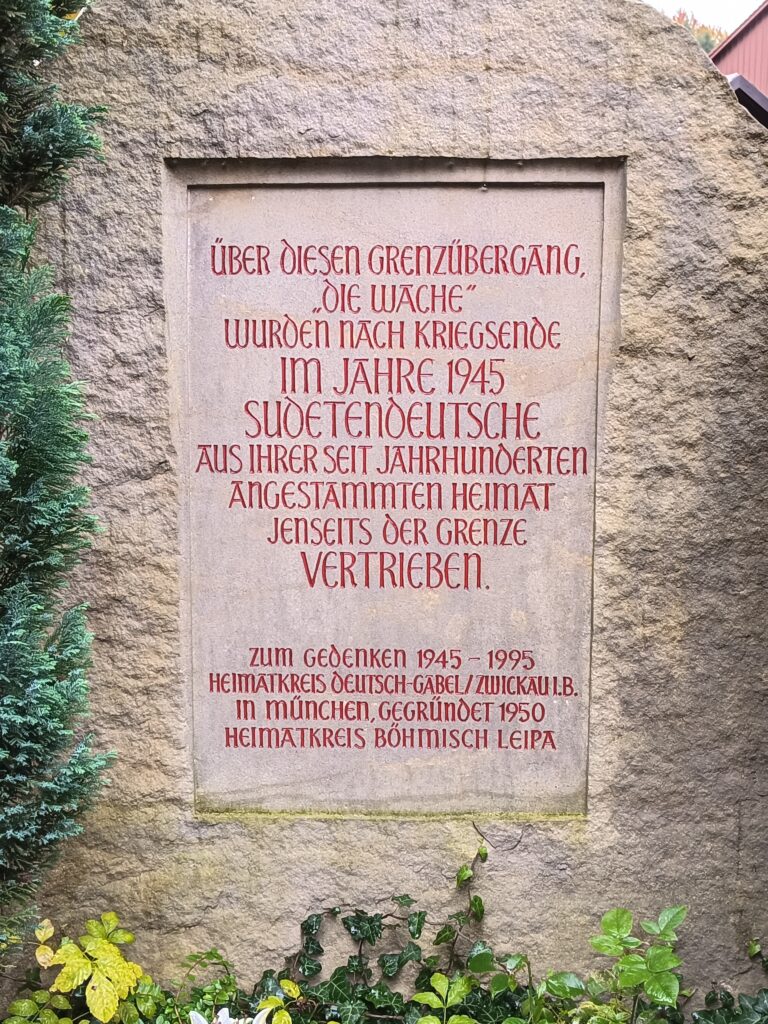 ÜBER DIESEN GRENZÜBERGANG,
„DIE WACHE“
WURDEN NACH KRIEGSENDE
IM JAHRE 1945
SUDETENDEUTSCHE
AUS IHRER SEIT JAHRHUNDERTEN
ANGESTAMMTEN HEIMAT
JENSEITS DER GRENZE
VERTRIEBEN.
ZUM GEDENKEN 1945 – 1995
HEIMATKREIS DEUTSCH-GABEL/ZWICKAU I.B.
IN MÜNCHEN, GEGRÜNDET 1950
HEIMATKREIS BÖHMISCH LEIPA